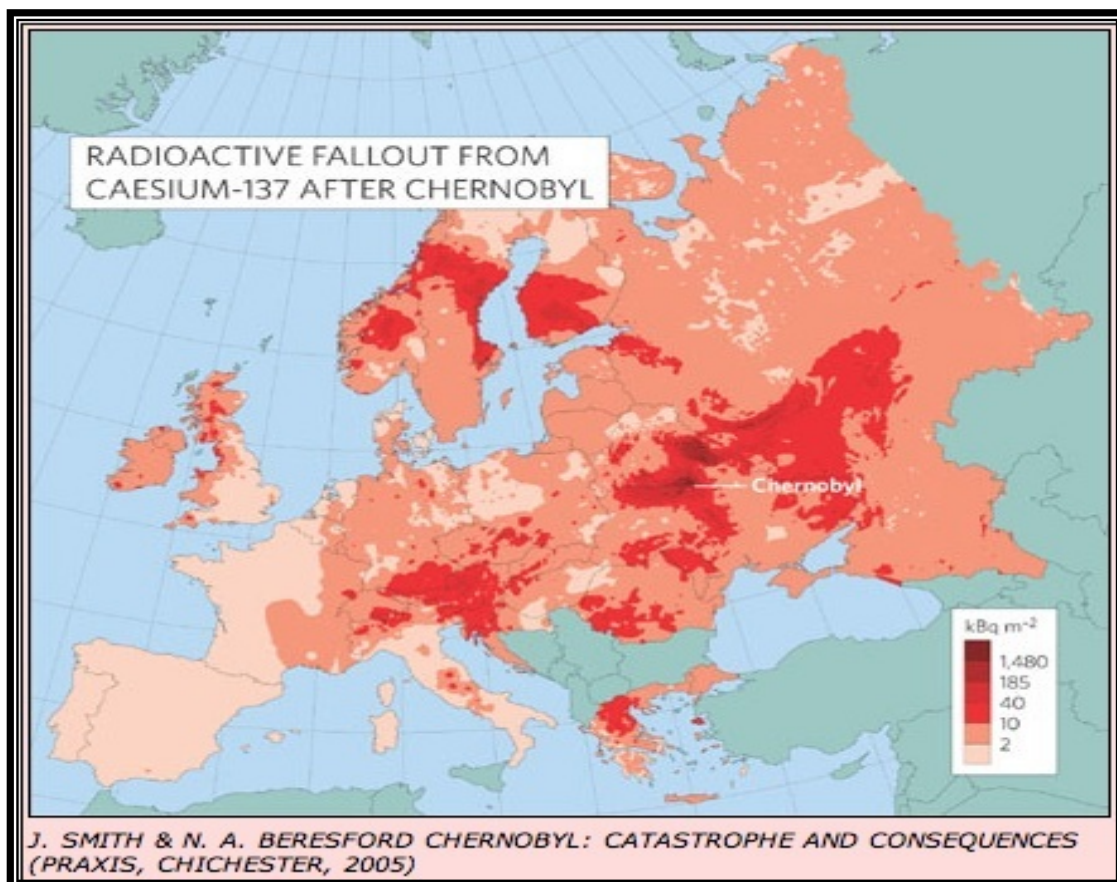 RADIOACTIVE FALLOUT FROM
CAESIUM-137 AFTER CHERNOBYL
Chernobyl
kBq m⁻²
1,480
185
40
10
2
J. SMITH & N. A. BERESFORD CHERNOBYL: CATASTROPHE AND CONSEQUENCES
(PRAXIS, CHICHESTER, 2005)